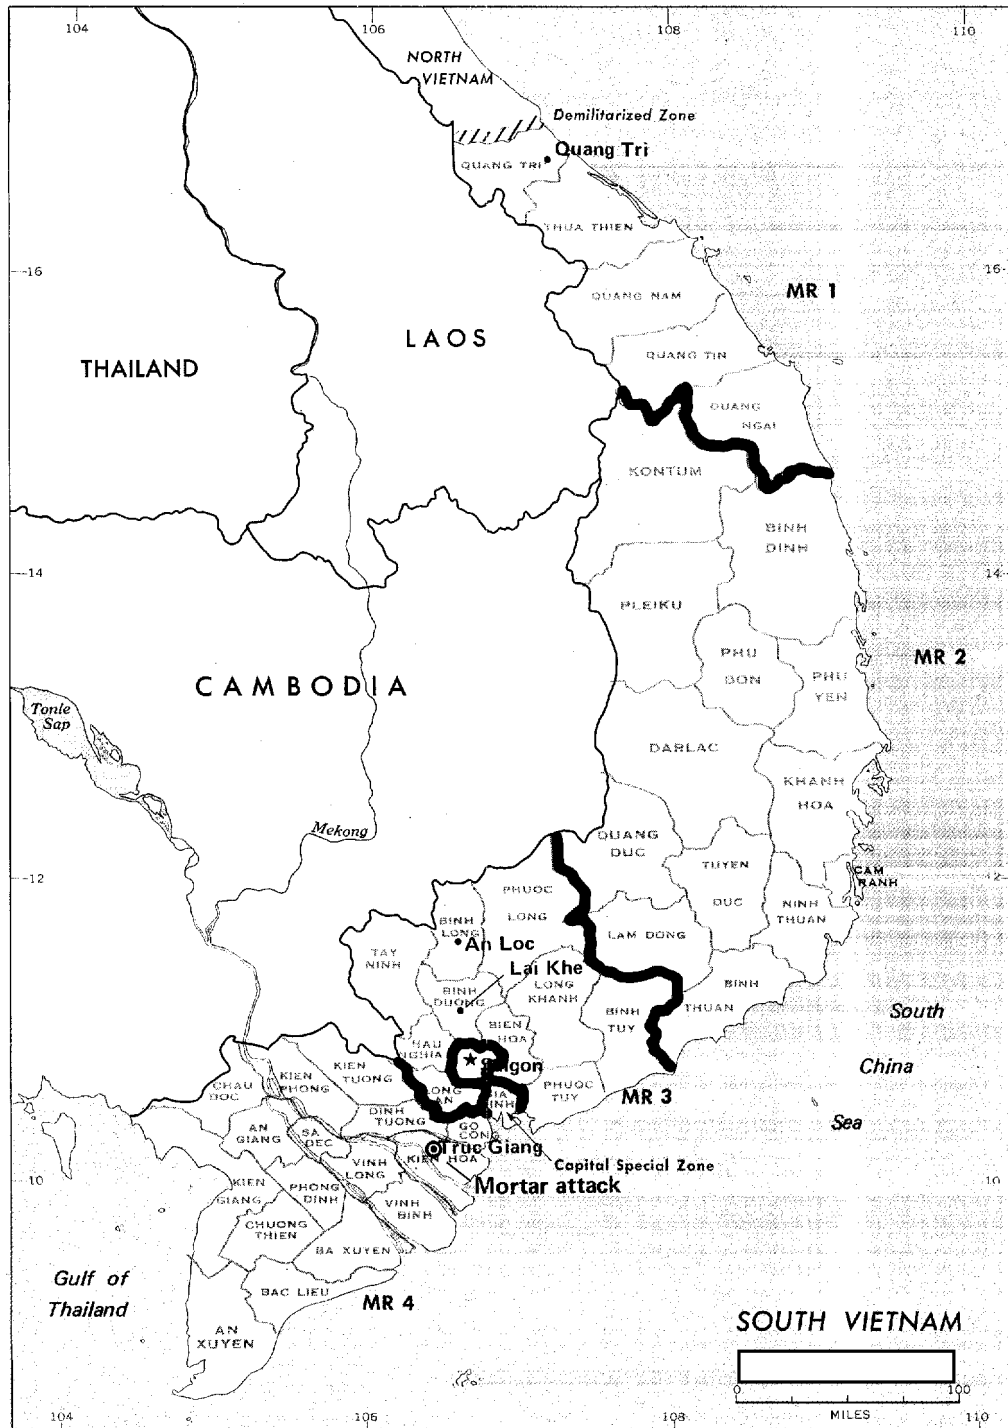 104
106
108
110
NORTH
VIETNAM
Demilitarized Zone
Quang Tri
QUANG TRI
THUA THIEN
16
16
QUANG NAM
MR 1
LAOS
QUANG TIN
THAILAND
QUANG
NGAI
KONTUM
BINH
DINH
14
14
PLEIKU
PHU
BON
MR 2
CAMBODIA
PHU
YEN
Tonle
Sap
DARLAC
KHANH
HOA
Mekong
QUANG
DUC
TUYEN
DUC
CAM
RANH
12
12
PHUOC
LONG
NINH
THUAN
BINH
LONG
LAM DONG
An Loc
TAY
NINH
Lai Khe
LONG
KHANH
BINH
DUONG
BINH
THUAN
BINH
TUY
South
China
Sea
BIEN
HOA
HAU
NGHIA
Saigon
KIEN
TUONG
KIEN
PHONG
CHAU
DOC
LONG
AN
GIA
DINH
PHUOC
TUY
MR 3
DINH
TUONG
AN
GIANG
SA
DEC
GO
CONG
Truc Giang
KIEN HOA
Capital Special Zone
VINH
LONG
10
10
KIEN
GIANG
PHONG
DINH
Mortar attack
VINH
BINH
CHUONG
THIEN
BA XUYEN
Gulf of
Thailand
BAC LIEU
MR 4
AN
XUYEN
SOUTH VIETNAM
0
100
MILES
104
106
108
110